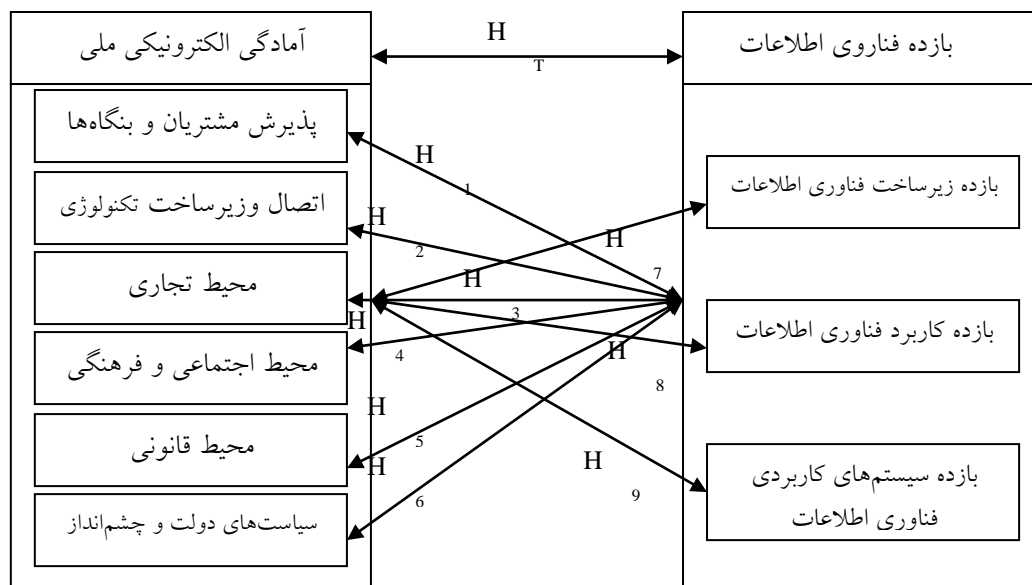 آمادگی الکترونیکی ملی
H
T
بازده فناروی اطلاعات
پذیرش مشتریان و بنگاه‌ها
H
1
اتصال وزیرساخت تکنولوژی
H
2
محیط تجاری
H
3
محیط اجتماعی و فرهنگی
H
4
محیط قانونی
H
5
سیاست‌های دولت و چشم‌انداز
H
6
بازده زیرساخت فناوری اطلاعات
H
7
بازده کاربرد فناوری اطلاعات
H
8
بازده سیستم‌های کاربردی
فناوری اطلاعات
H
9